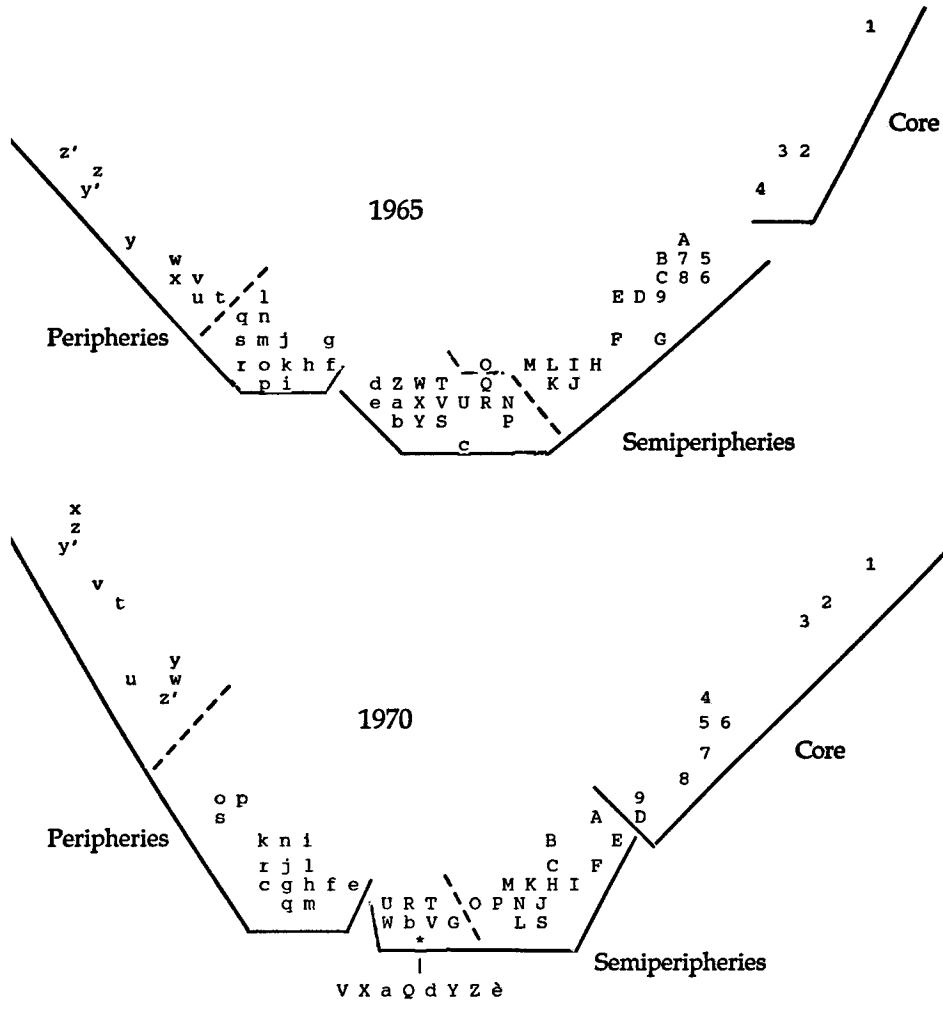 1
Core
z' 3 2
z
y' 4
1965
y A
w B 7 5
x v C 8 6
u t l E D 9
q n
Peripheries s m j g F G
r o k h f O M L I H
p i d Z W T Q K J
e a X V U R N
b Y S P
Semiperipheries
c
x
z
y' 1
v
t 2
3
y
u w
z' 4
1970 5 6
7 Core
8
o p 9
s A D
Peripheries k n i B E
r j l C F
c g h f e M K H I
q m U R T O P N J
W b V G L S
*
Semiperipheries
V X a Q d Y Z è